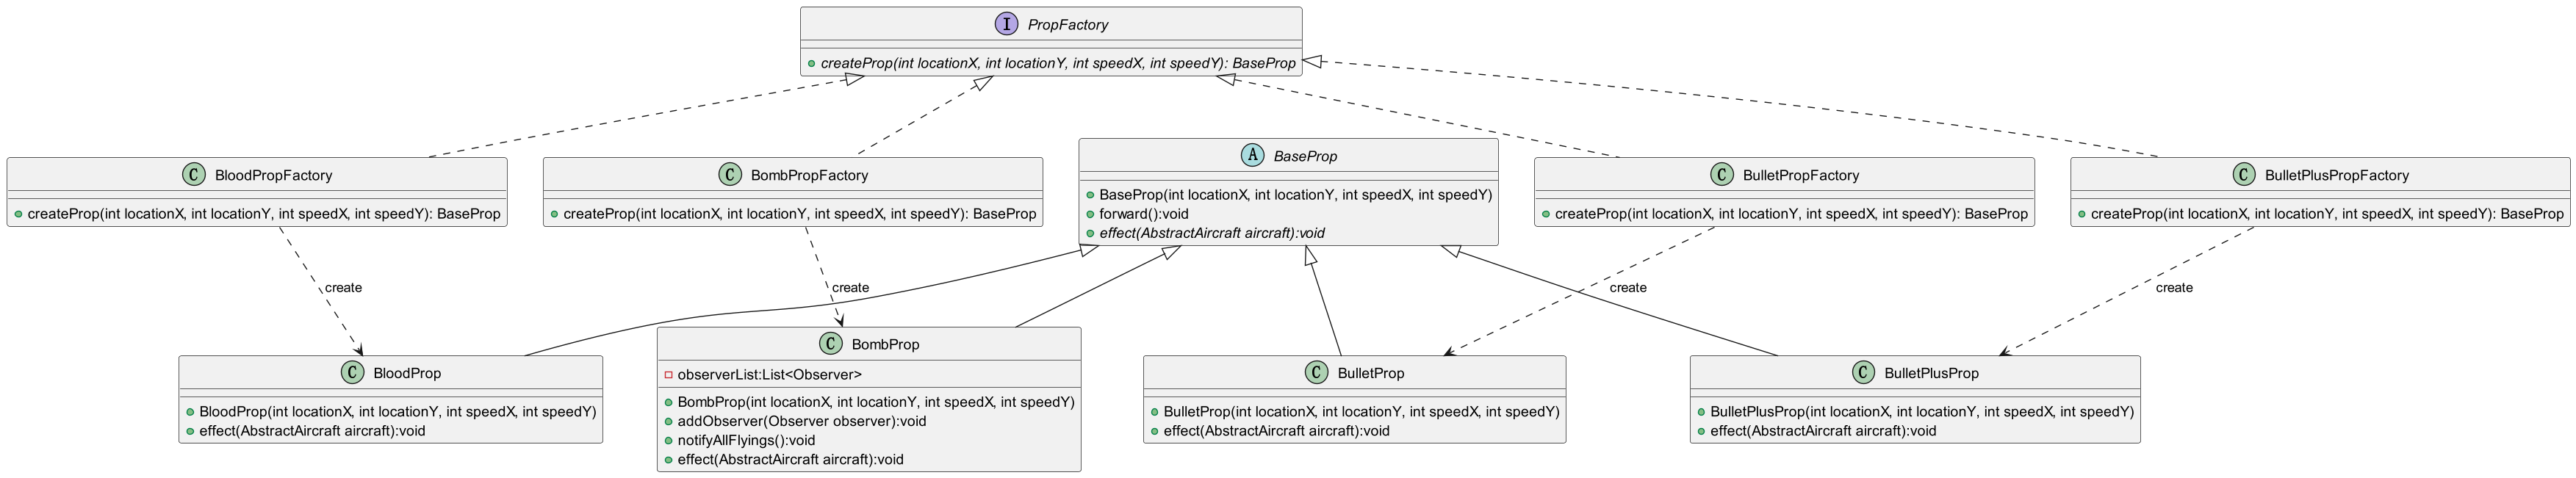 I PropFactory
createProp(int locationX, int locationY, int speedX, int speedY): BaseProp
C BloodPropFactory
createProp(int locationX, int locationY, int speedX, int speedY): BaseProp
C BombPropFactory
createProp(int locationX, int locationY, int speedX, int speedY): BaseProp
A BaseProp
BaseProp(int locationX, int locationY, int speedX, int speedY)
forward():void
effect(AbstractAircraft aircraft):void
C BulletPropFactory
createProp(int locationX, int locationY, int speedX, int speedY): BaseProp
C BulletPlusPropFactory
createProp(int locationX, int locationY, int speedX, int speedY): BaseProp
create
create
create
create
C BloodProp
BloodProp(int locationX, int locationY, int speedX, int speedY)
effect(AbstractAircraft aircraft):void
C BombProp
observerList:List<Observer>
BombProp(int locationX, int locationY, int speedX, int speedY)
addObserver(Observer observer):void
notifyAllFlyings():void
effect(AbstractAircraft aircraft):void
C BulletProp
BulletProp(int locationX, int locationY, int speedX, int speedY)
effect(AbstractAircraft aircraft):void
C BulletPlusProp
BulletPlusProp(int locationX, int locationY, int speedX, int speedY)
effect(AbstractAircraft aircraft):void